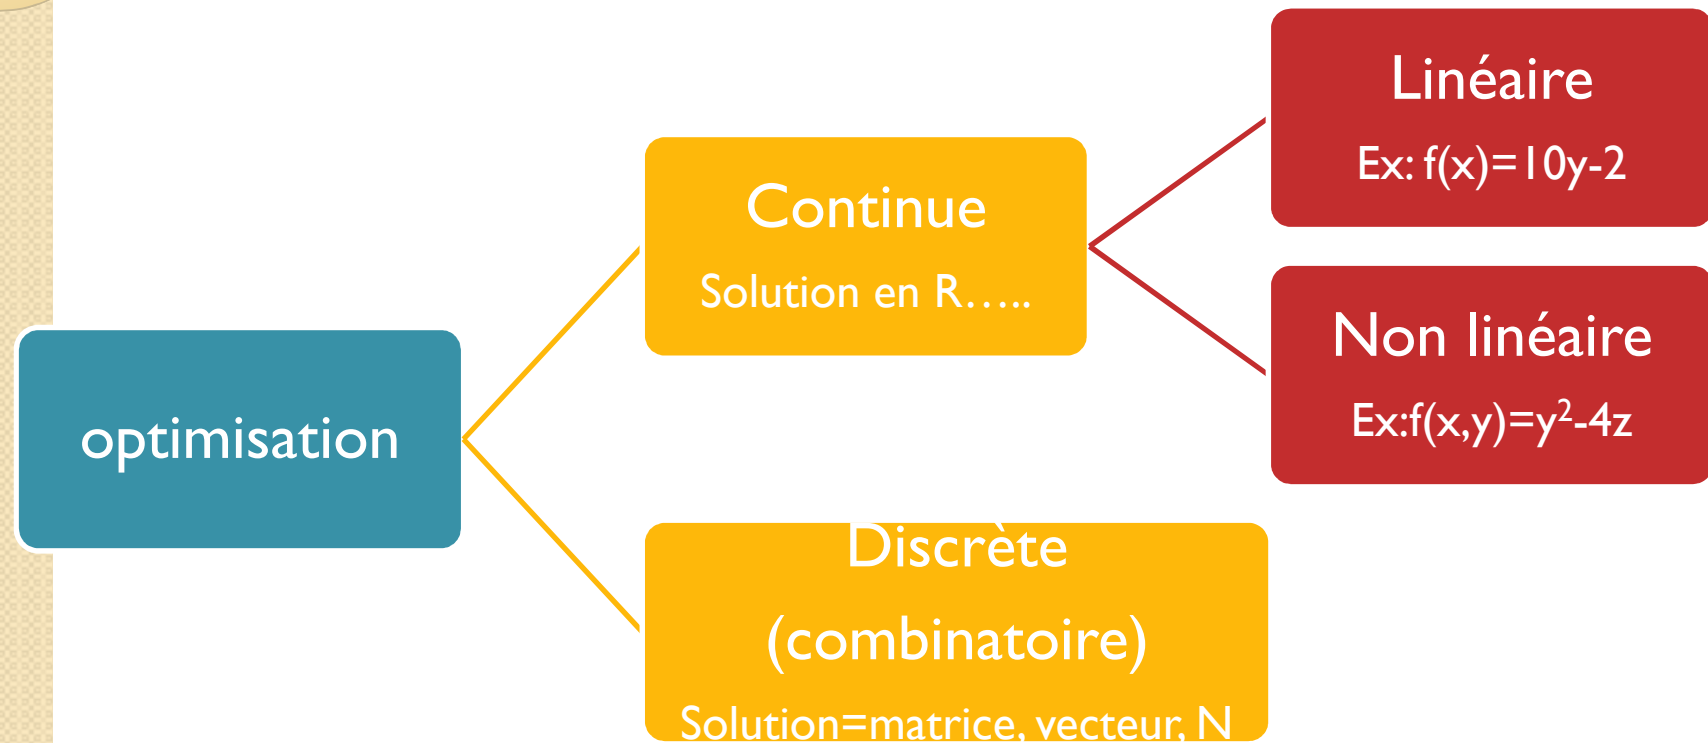 optimisation
Continue
Solution en R…..
Discrète
(combinatoire)
Solution=matrice, vecteur, N
Linéaire
Ex: f(x)=10y-2
Non linéaire
Ex:f(x,y)=y²-4z